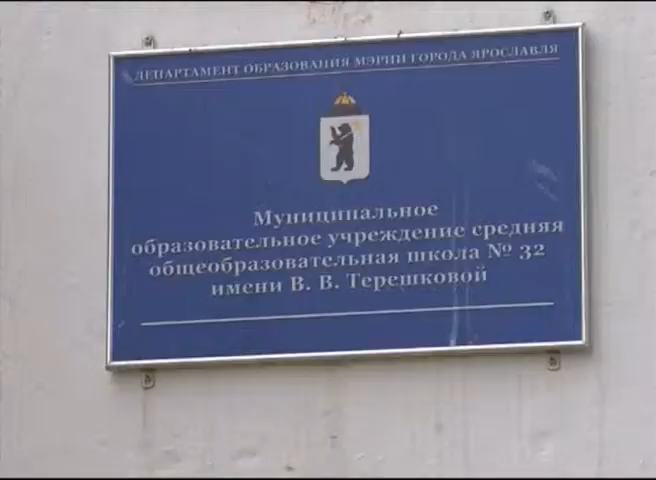 ДЕПАРТАМЕНТ ОБРАЗОВАНИЯ МЭРИИ ГОРОДА ЯРОСЛАВЛЯ
Муниципальное
образовательное учреждение средняя
общеобразовательная школа № 32
имени В. В. Терешковой